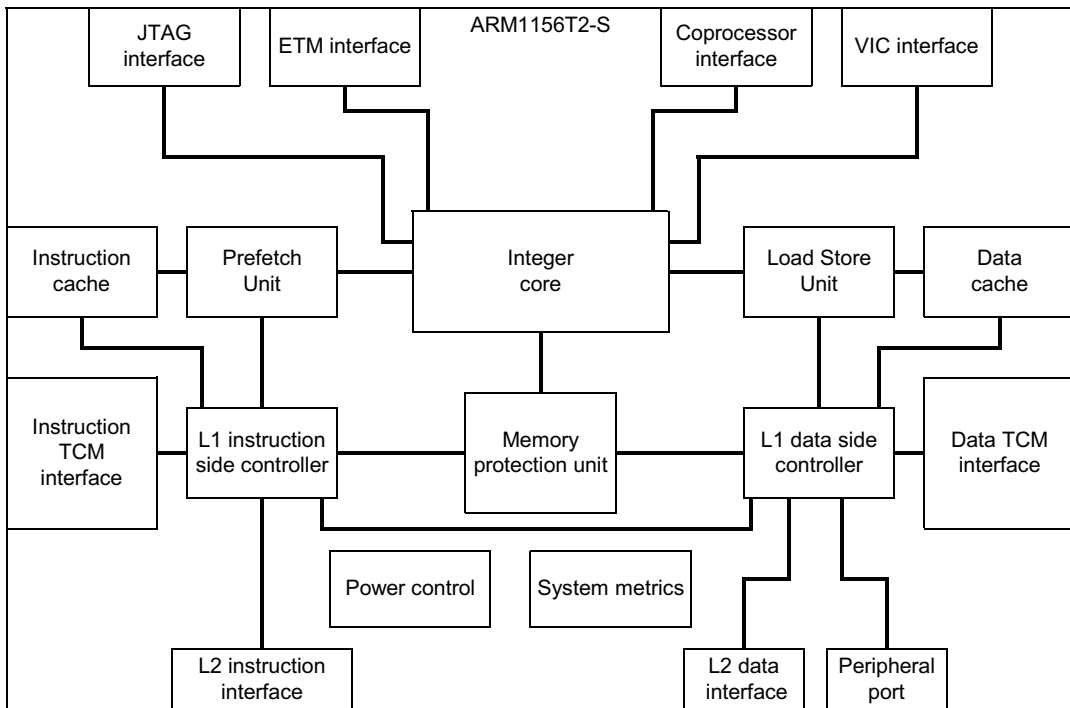 ARM1156T2-S
JTAG
interface
ETM interface
Coprocessor
interface
VIC interface
Instruction
cache
Prefetch
Unit
Integer
core
Load Store
Unit
Data
cache
Instruction
TCM
interface
L1 instruction
side controller
Memory
protection unit
L1 data side
controller
Data TCM
interface
Power control
System metrics
L2 instruction
interface
L2 data
interface
Peripheral
port